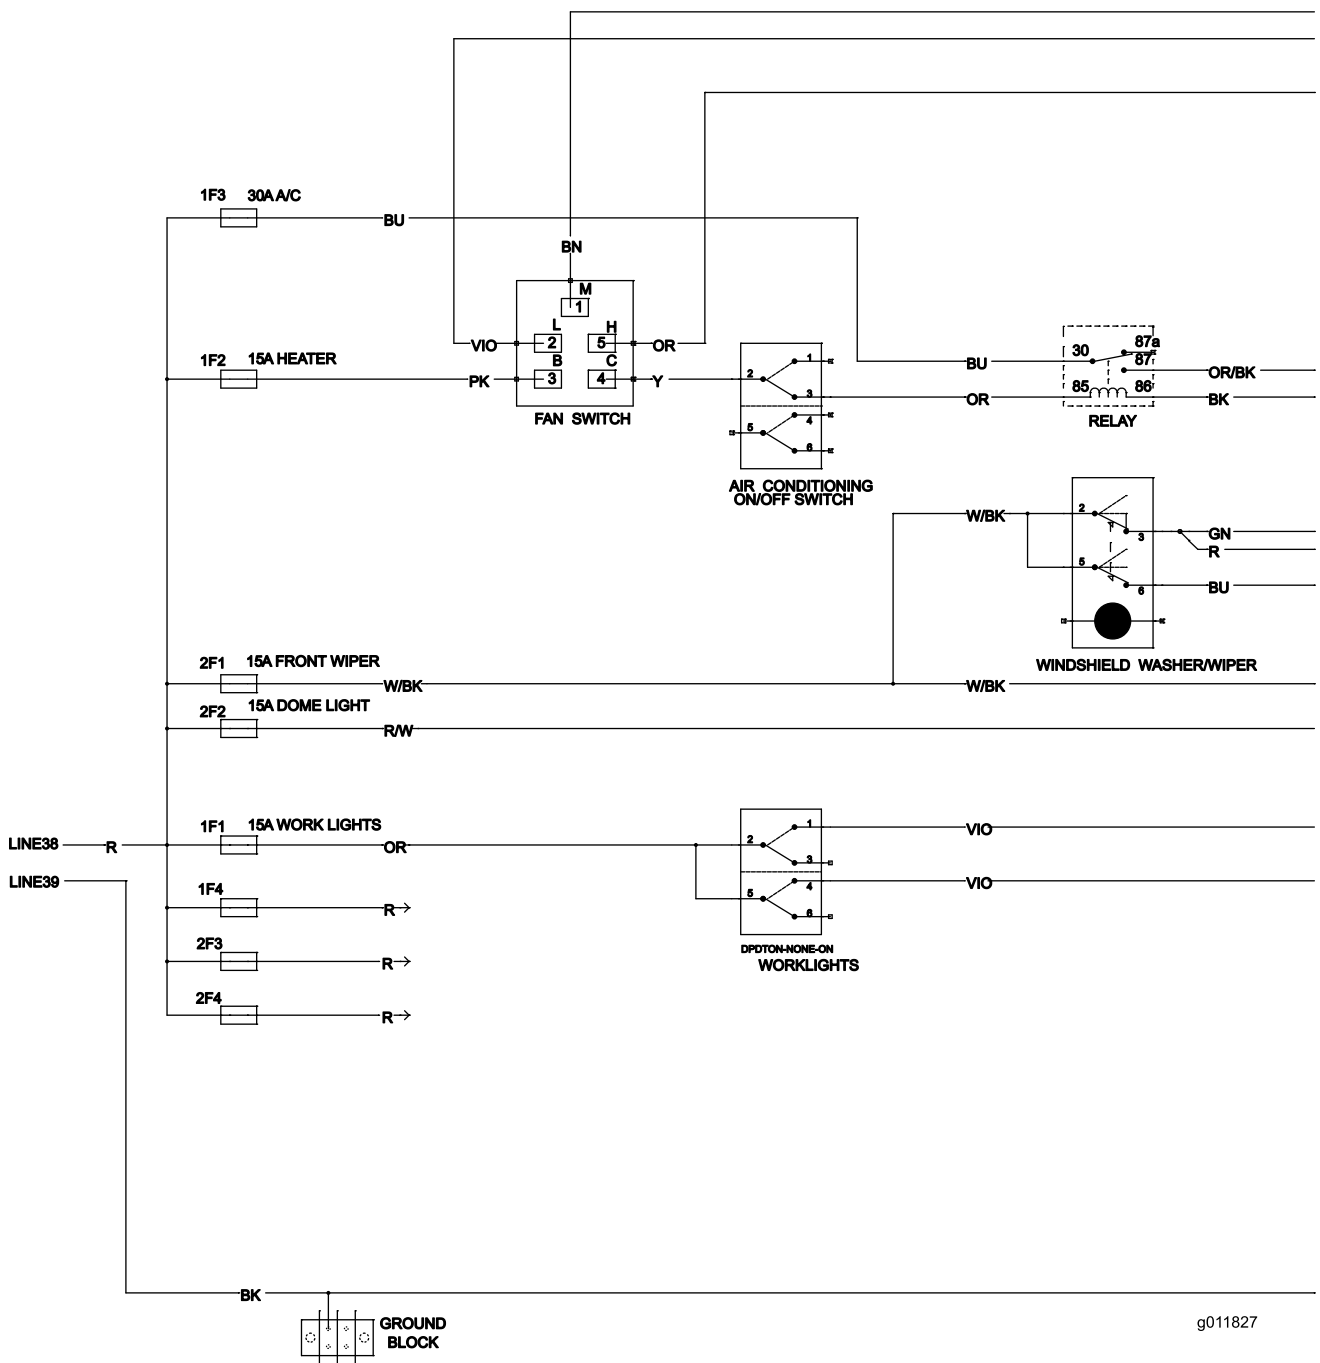 1F3 30A A/C
BU
BN
M
1
L
H
VIO
2
5
OR
1F2 15A HEATER
B
C
PK
3
4
Y
FAN SWITCH
1
2
3
4
5
6
AIR CONDITIONING
ON/OFF SWITCH
BU
30
87a
87
OR/BK
85
86
OR
BK
RELAY
W/BK
2
3
GN
R
5
6
BU
WINDSHIELD WASHER/WIPER
2F1 15A FRONT WIPER
W/BK
W/BK
2F2 15A DOME LIGHT
R/W
1F1 15A WORK LIGHTS
LINE38
R
OR
1
2
3
VIO
LINE39
4
5
6
VIO
1F4
R
2F3
R
DPDTON-NONE-ON
WORKLIGHTS
2F4
R
BK
GROUND
BLOCK
g011827